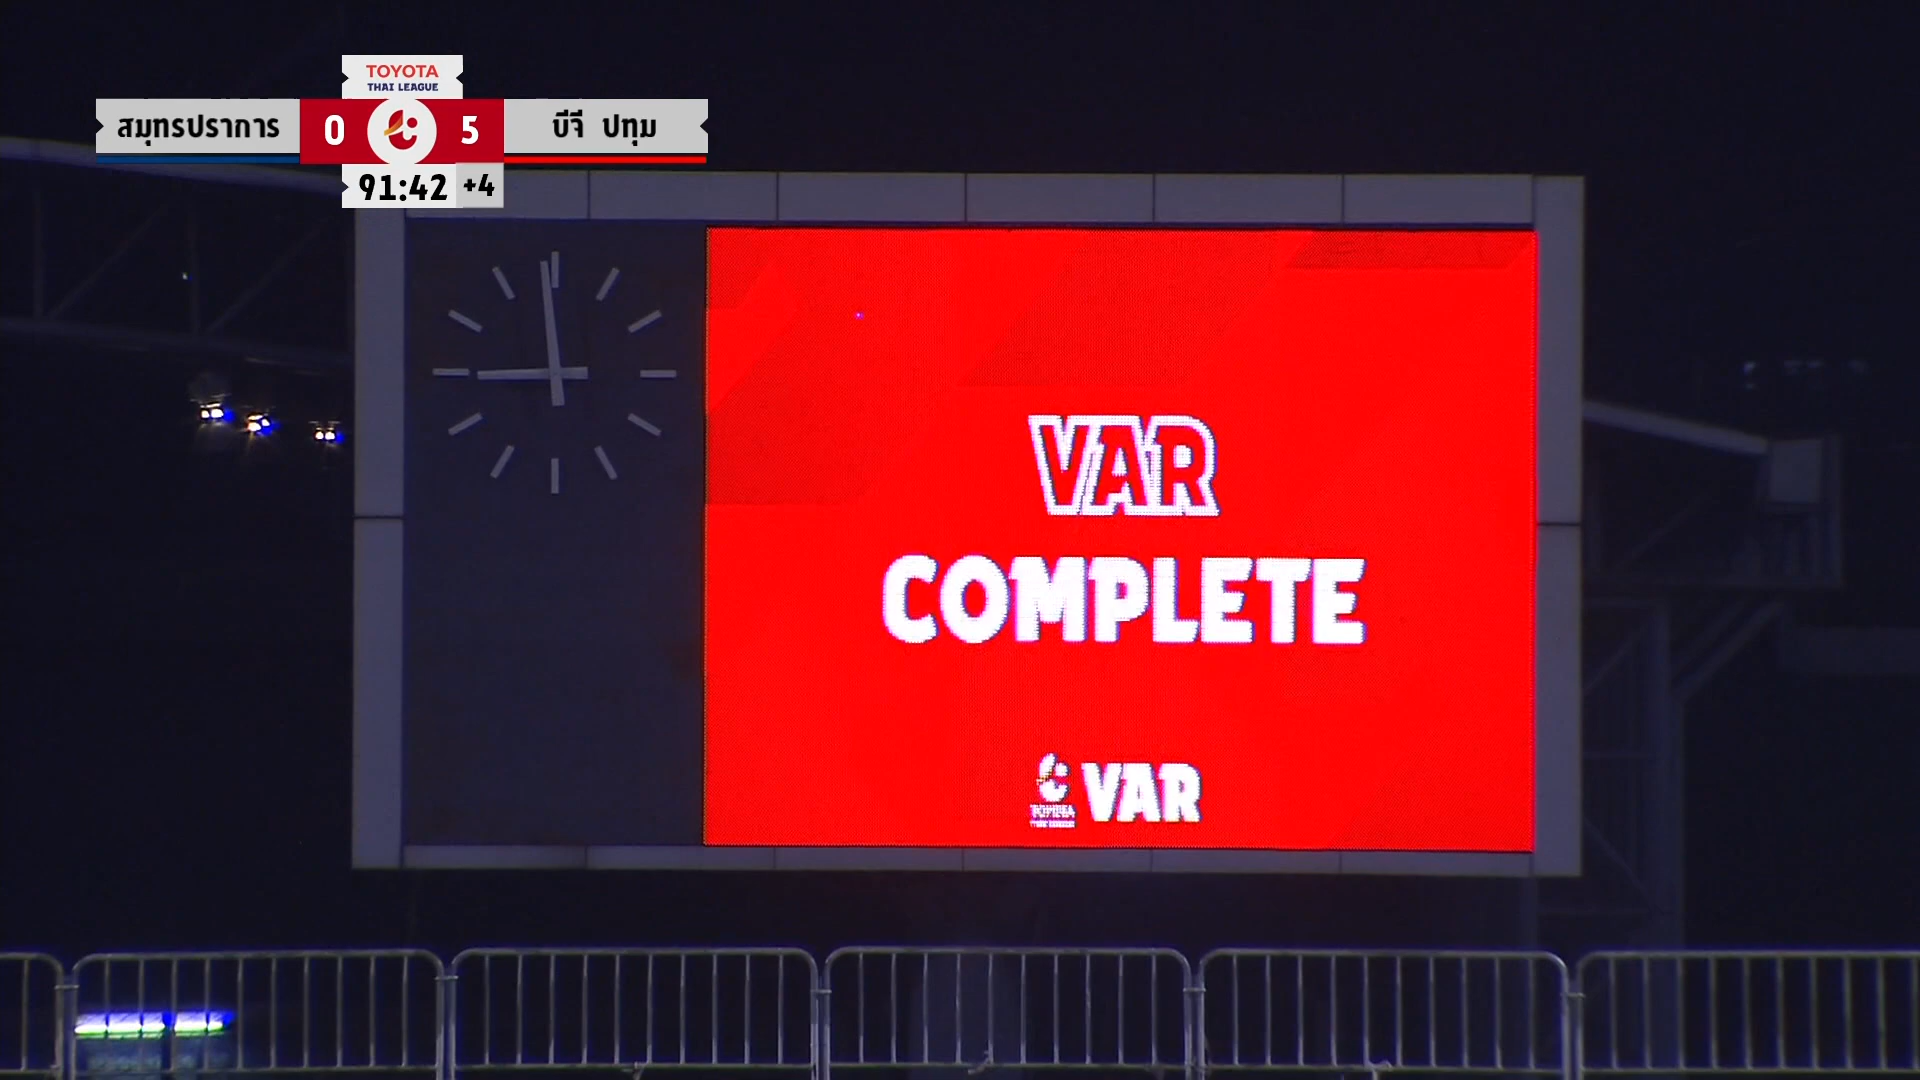 TOYOTA
THAI LEAGUE
สมุทรปราการ 0 5 บีจี ปทุม
91:42 +4
VAR
COMPLETE
VAR